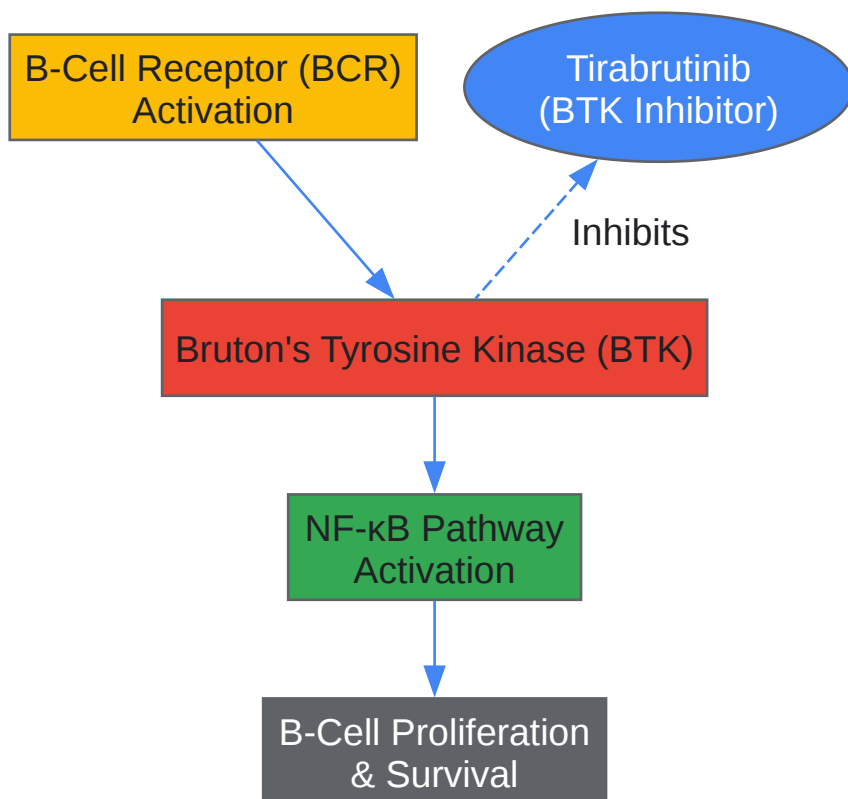 B-Cell Receptor (BCR)
Activation
Tirabrutinib
(BTK Inhibitor)
Inhibits
Bruton's Tyrosine Kinase (BTK)
NF-κB Pathway
Activation
B-Cell Proliferation
& Survival